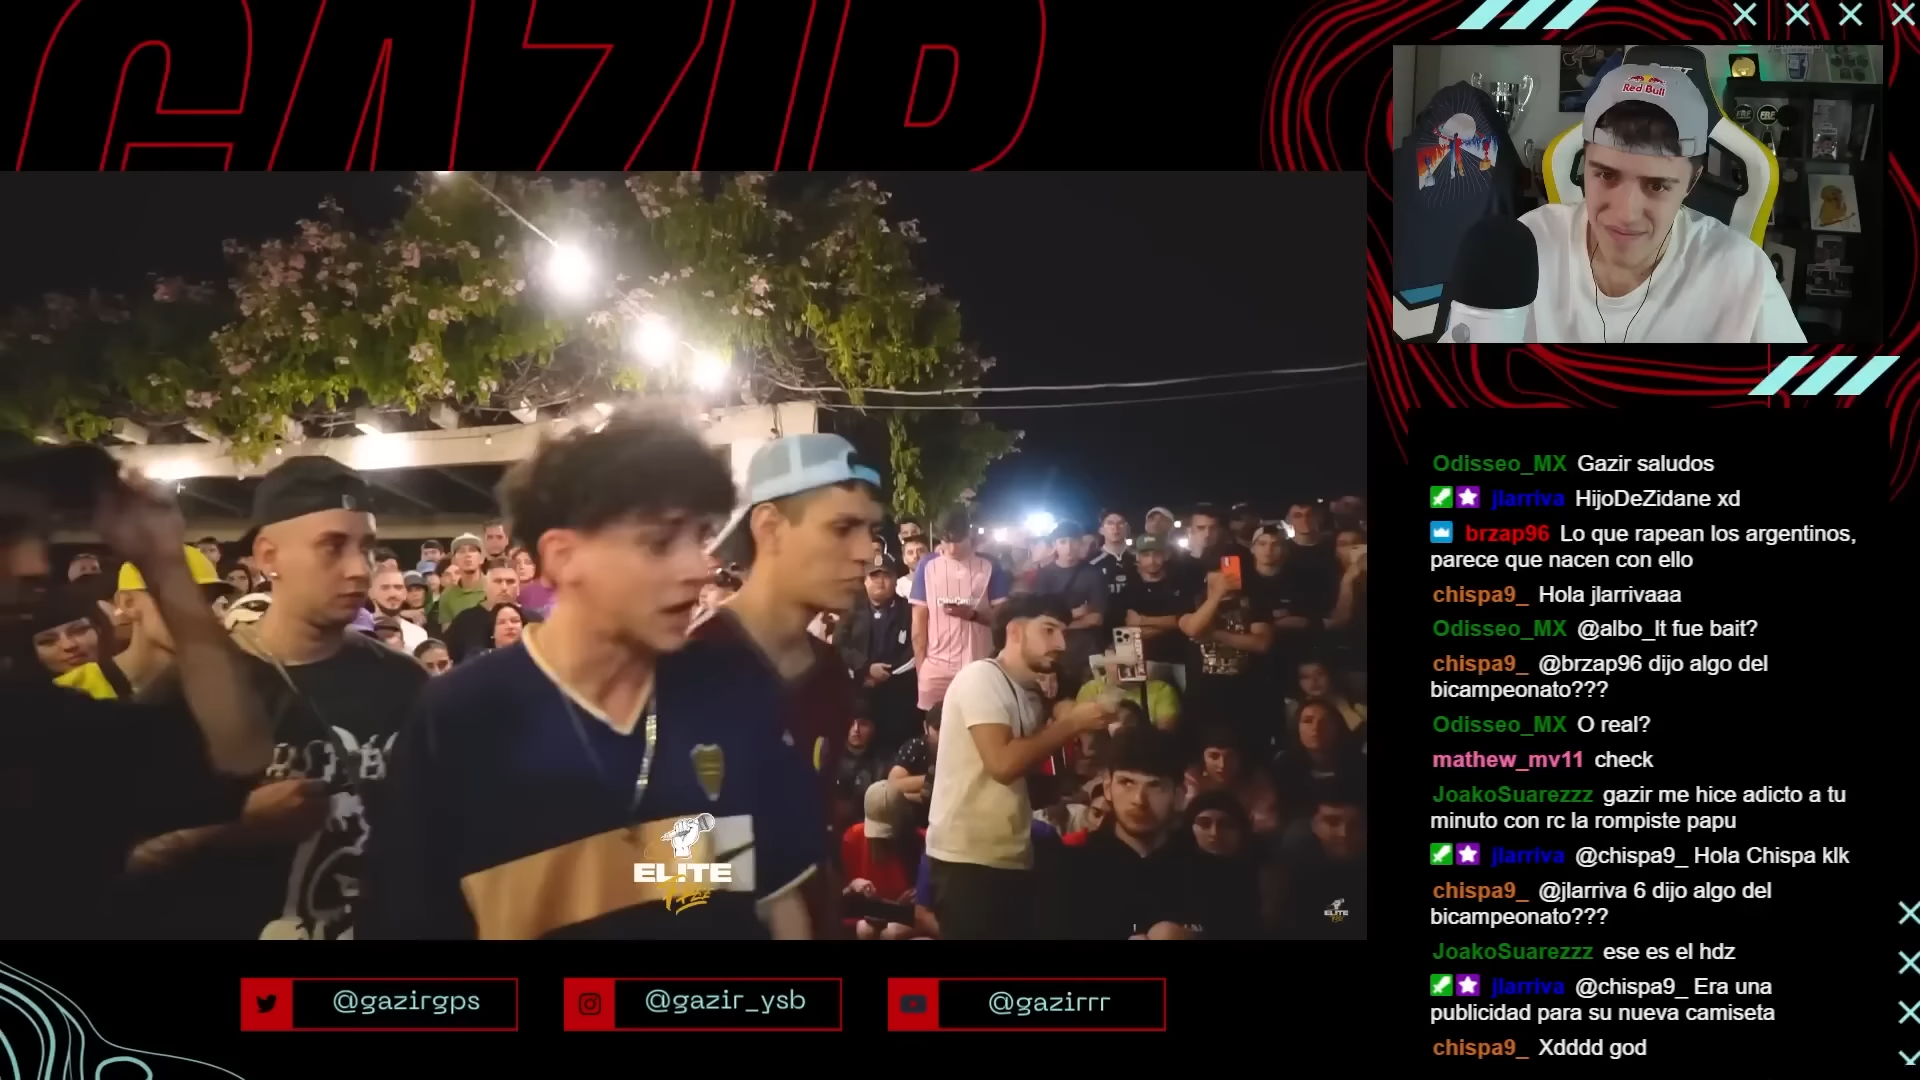 GAZIR
Red Bull
Odisseo_MX Gazir saludos
jlarriva HijoDeZidane xd
brzap96 Lo que rapean los argentinos,
parece que nacen con ello
chispa9_ Hola jlarrivaaa
Odisseo_MX @albo_lt fue bait?
chispa9_ @brzap96 dijo algo del
bicampeonato???
Odisseo_MX O real?
mathew_mv11 check
JoakoSuarezzz gazir me hice adicto a tu
minuto con rc la rompiste papu
jlarriva @chispa9_ Hola Chispa klk
chispa9_ @jlarriva 6 dijo algo del
bicampeonato???
JoakoSuarezzz ese es el hdz
jlarriva @chispa9_ Era una
publicidad para su nueva camiseta
chispa9_ Xdddd god
ELITE
ELITE
@gazirgps
@gazir_ysb
@gazirrr